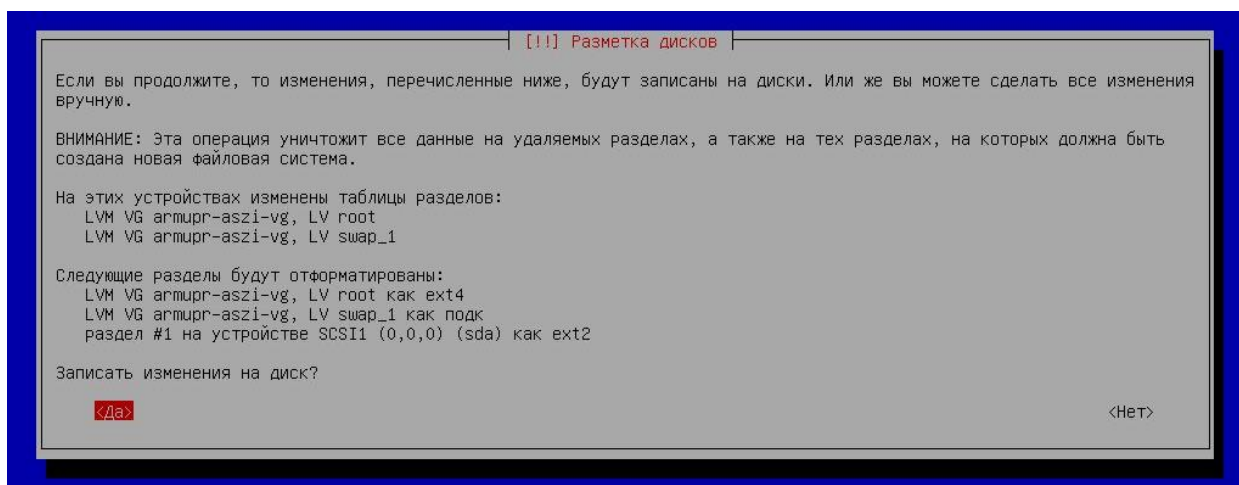 [!!] Разметка дисков
Если вы продолжите, то изменения, перечисленные ниже, будут записаны на диски. Или же вы можете сделать все изменения
вручную.
ВНИМАНИЕ: Эта операция уничтожит все данные на удаляемых разделах, а также на тех разделах, на которых должна быть
создана новая файловая система.
На этих устройствах изменены таблицы разделов:
LVM VG armupr-aszi-vg, LV root
LVM VG armupr-aszi-vg, LV swap_1
Следующие разделы будут отформатированы:
LVM VG armupr-aszi-vg, LV root как ext4
LVM VG armupr-aszi-vg, LV swap_1 как подк
раздел #1 на устройстве SCSI1 (0,0,0) (sda) как ext2
Записать изменения на диск?
<Да> <Нет>